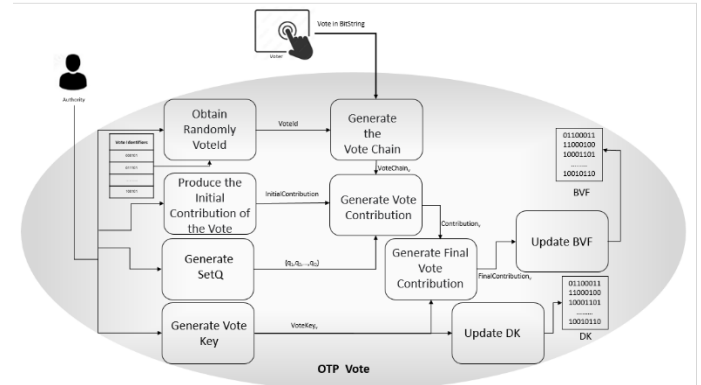 Vote in BitString
Voter
Authority
Obtain
Randomly
VoteId
VoteId
Generate
the
Vote Chain
Vote Identifiers
VoteChain,
Produce the
Initial
Contribution of
the Vote
InitialContribution
Generate Vote
Contribution
Contribution,
Generate
SetQ
Generate Final
Vote
Contribution
FinalContribution,
Update BVF
01100011
11000100
10001101
10010110
BVF
Generate Vote
Key
VoteKey,
Update DK
01100011
11000100
10001101
10010110
DK
OTP Vote